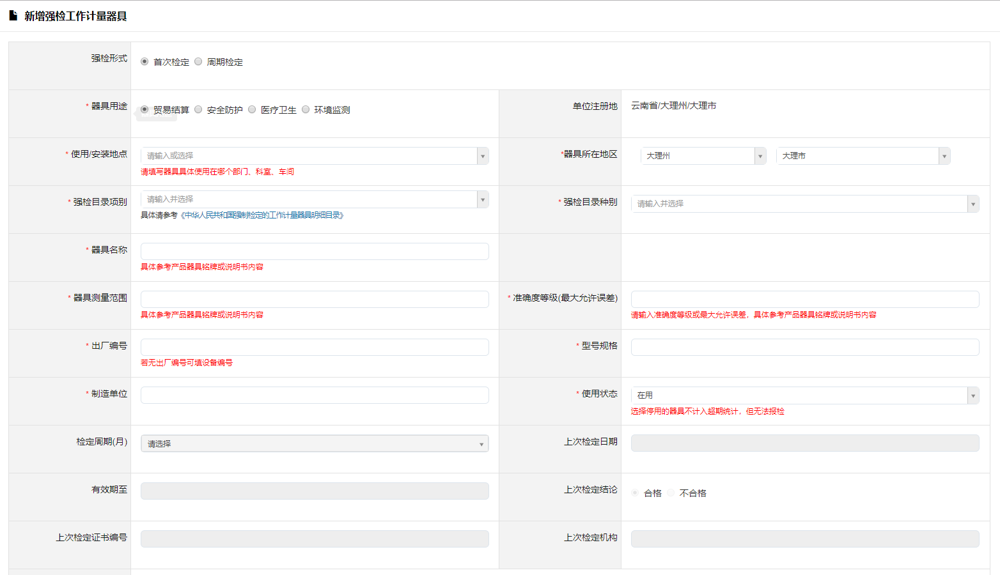 新增强检工作计量器具
强检形式 首次检定 周期检定
* 器具用途 贸易结算 安全防护 医疗卫生 环境监测 单位注册地 云南省/大理州/大理市
* 使用/安装地点 请输入或选择 *器具所在地区 大理州 大理市
请填写器具具体使用在哪个部门、科室、车间
* 强检目录项别 请输入并选择 * 强检目录种别 请输入并选择
具体请参考《中华人民共和国强制检定的工作计量器具明细目录》
* 器具名称
具体参考产品器具铭牌或说明书内容
* 器具测量范围 * 准确度等级(最大允许误差)
具体参考产品器具铭牌或说明书内容 请输入准确度等级或最大允许误差，具体参考产品器具铭牌或说明书内容
* 出厂编号 * 型号规格
若无出厂编号可填设备编号
* 制造单位 * 使用状态 在用
选择停用的器具不计入超期统计，但无法报检
检定周期(月) 请选择 上次检定日期
有效期至 上次检定结论 合格 不合格
上次检定证书编号 上次检定机构